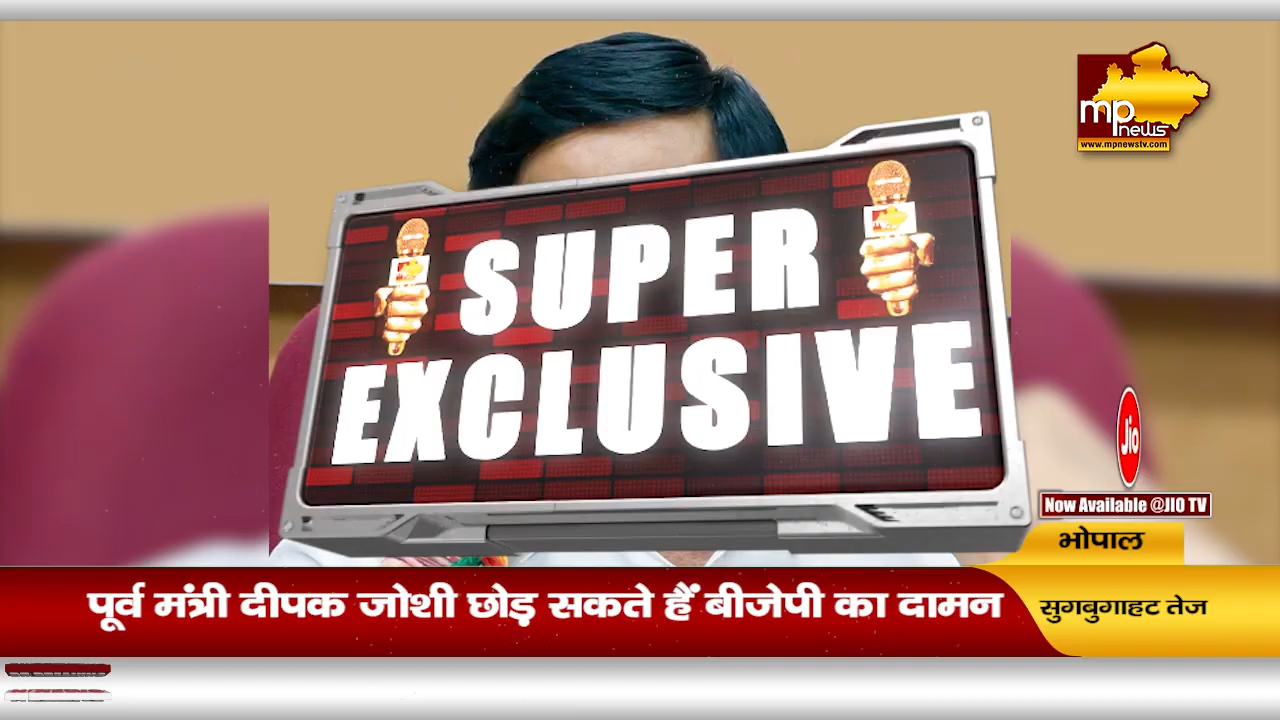 mp
news
www.mpnewstv.com
SUPER
EXCLUSIVE
Jio
Now Available @JIO TV
भोपाल
पूर्व मंत्री दीपक जोशी छोड़ सकते हैं बीजेपी का दामन
सुगबुगाहट तेज